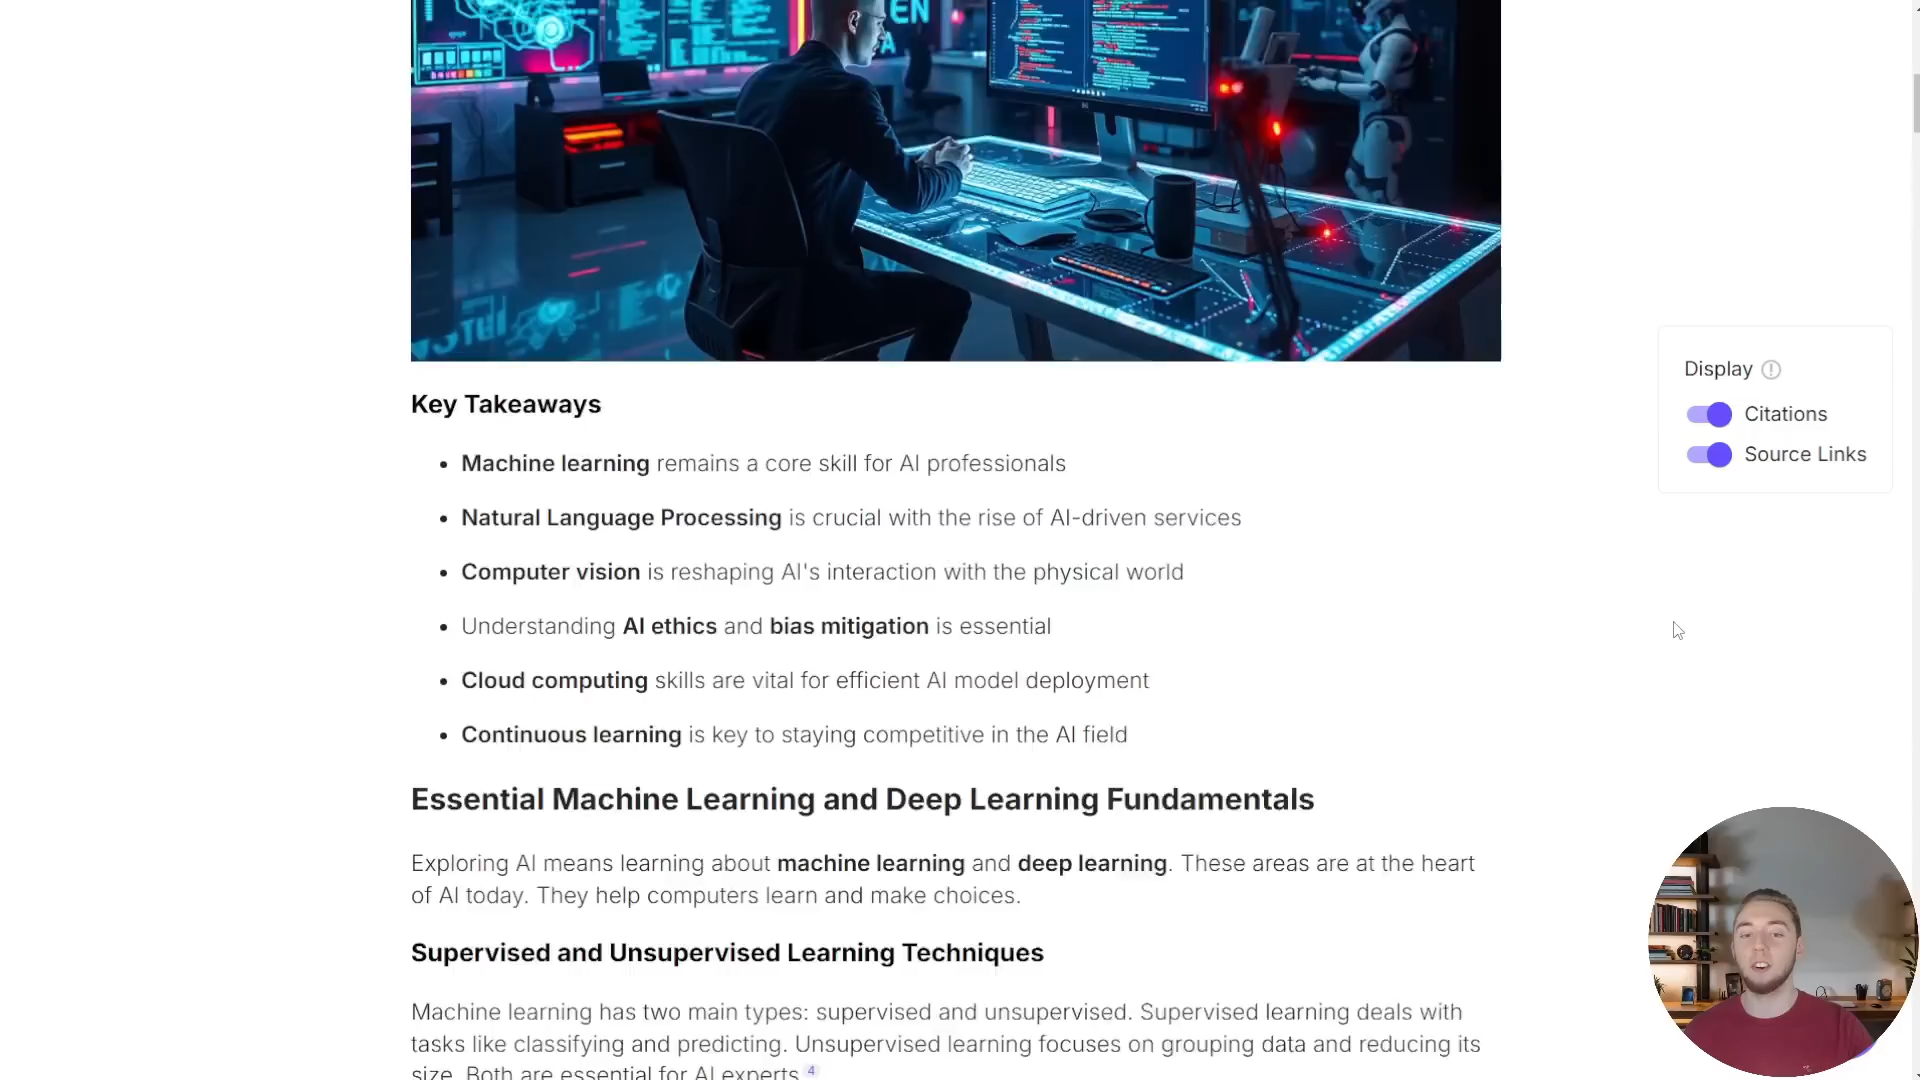 EN
Key Takeaways
Machine learning remains a core skill for AI professionals
Natural Language Processing is crucial with the rise of AI-driven services
Computer vision is reshaping AI's interaction with the physical world
Understanding AI ethics and bias mitigation is essential
Cloud computing skills are vital for efficient AI model deployment
Continuous learning is key to staying competitive in the AI field
Essential Machine Learning and Deep Learning Fundamentals
Exploring AI means learning about machine learning and deep learning. These areas are at the heart
of AI today. They help computers learn and make choices.
Supervised and Unsupervised Learning Techniques
Machine learning has two main types: supervised and unsupervised. Supervised learning deals with
tasks like classifying and predicting. Unsupervised learning focuses on grouping data and reducing its
size. Both are essential for AI experts 4
Display
Citations
Source Links